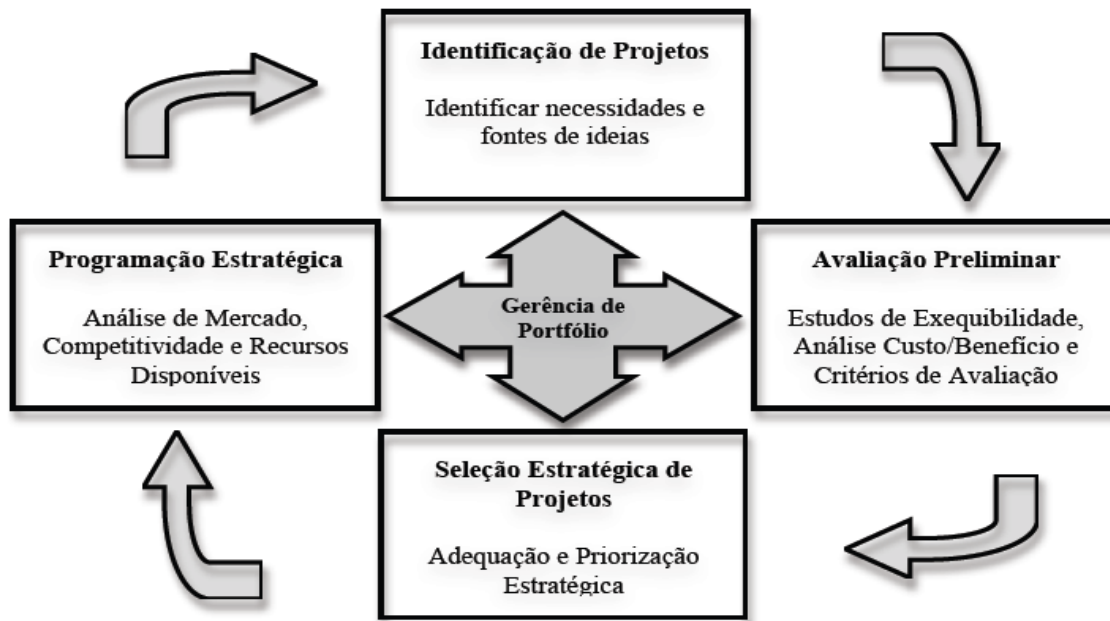 Identificação de Projetos
Identificar necessidades e
fontes de ideias
Programação Estratégica
Análise de Mercado,
Competitividade e Recursos
Disponíveis
Gerência de
Portfólio
Avaliação Preliminar
Estudos de Exequibilidade,
Análise Custo/Benefício e
Critérios de Avaliação
Seleção Estratégica de
Projetos
Adequação e Priorização
Estratégica